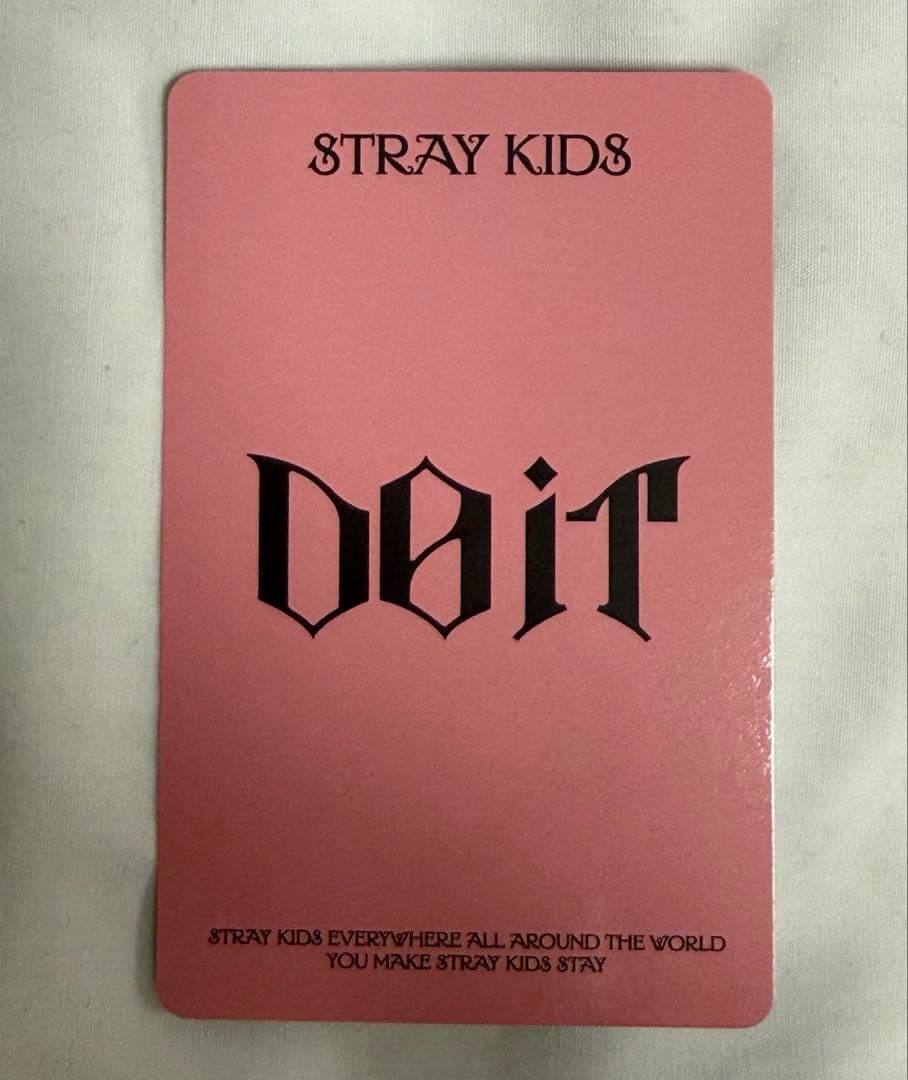 STRAY KIDS
DO iT
STRAY KIDS EVERYWHERE ALL AROUND THE WORLD
YOU MAKE STRAY KIDS STAY